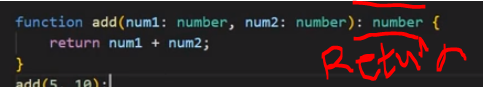 function add(num1: number, num2: number): number {
return num1 + num2;
Return
}
add(5, 10);